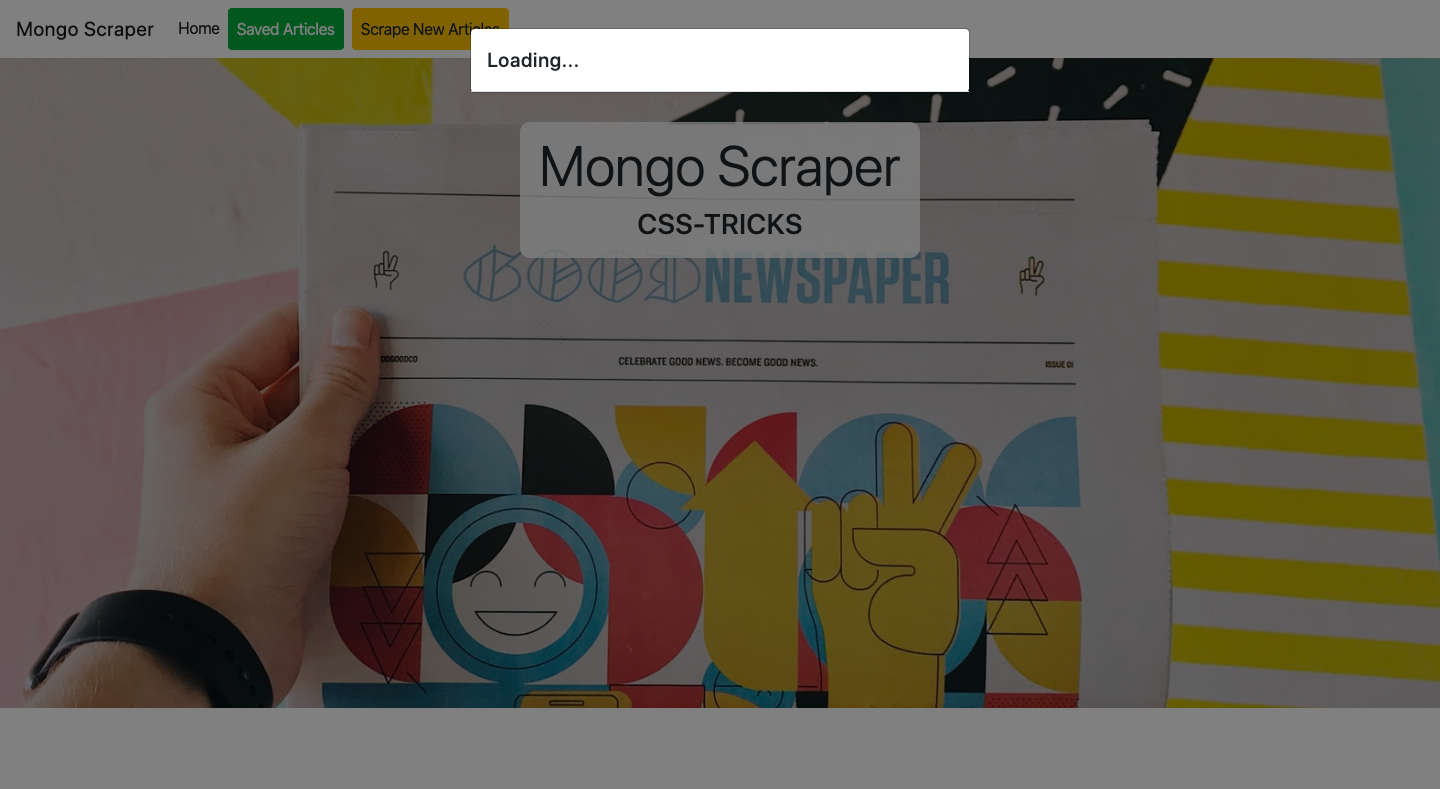 Mongo Scraper Home Saved Articles Scrape New Articles
Loading...
Mongo Scraper
CSS-TRICKS
GOOD NEWSPAPER
CELEBRATE GOOD NEWS. BECOME GOOD NEWS.
ISSUE 01